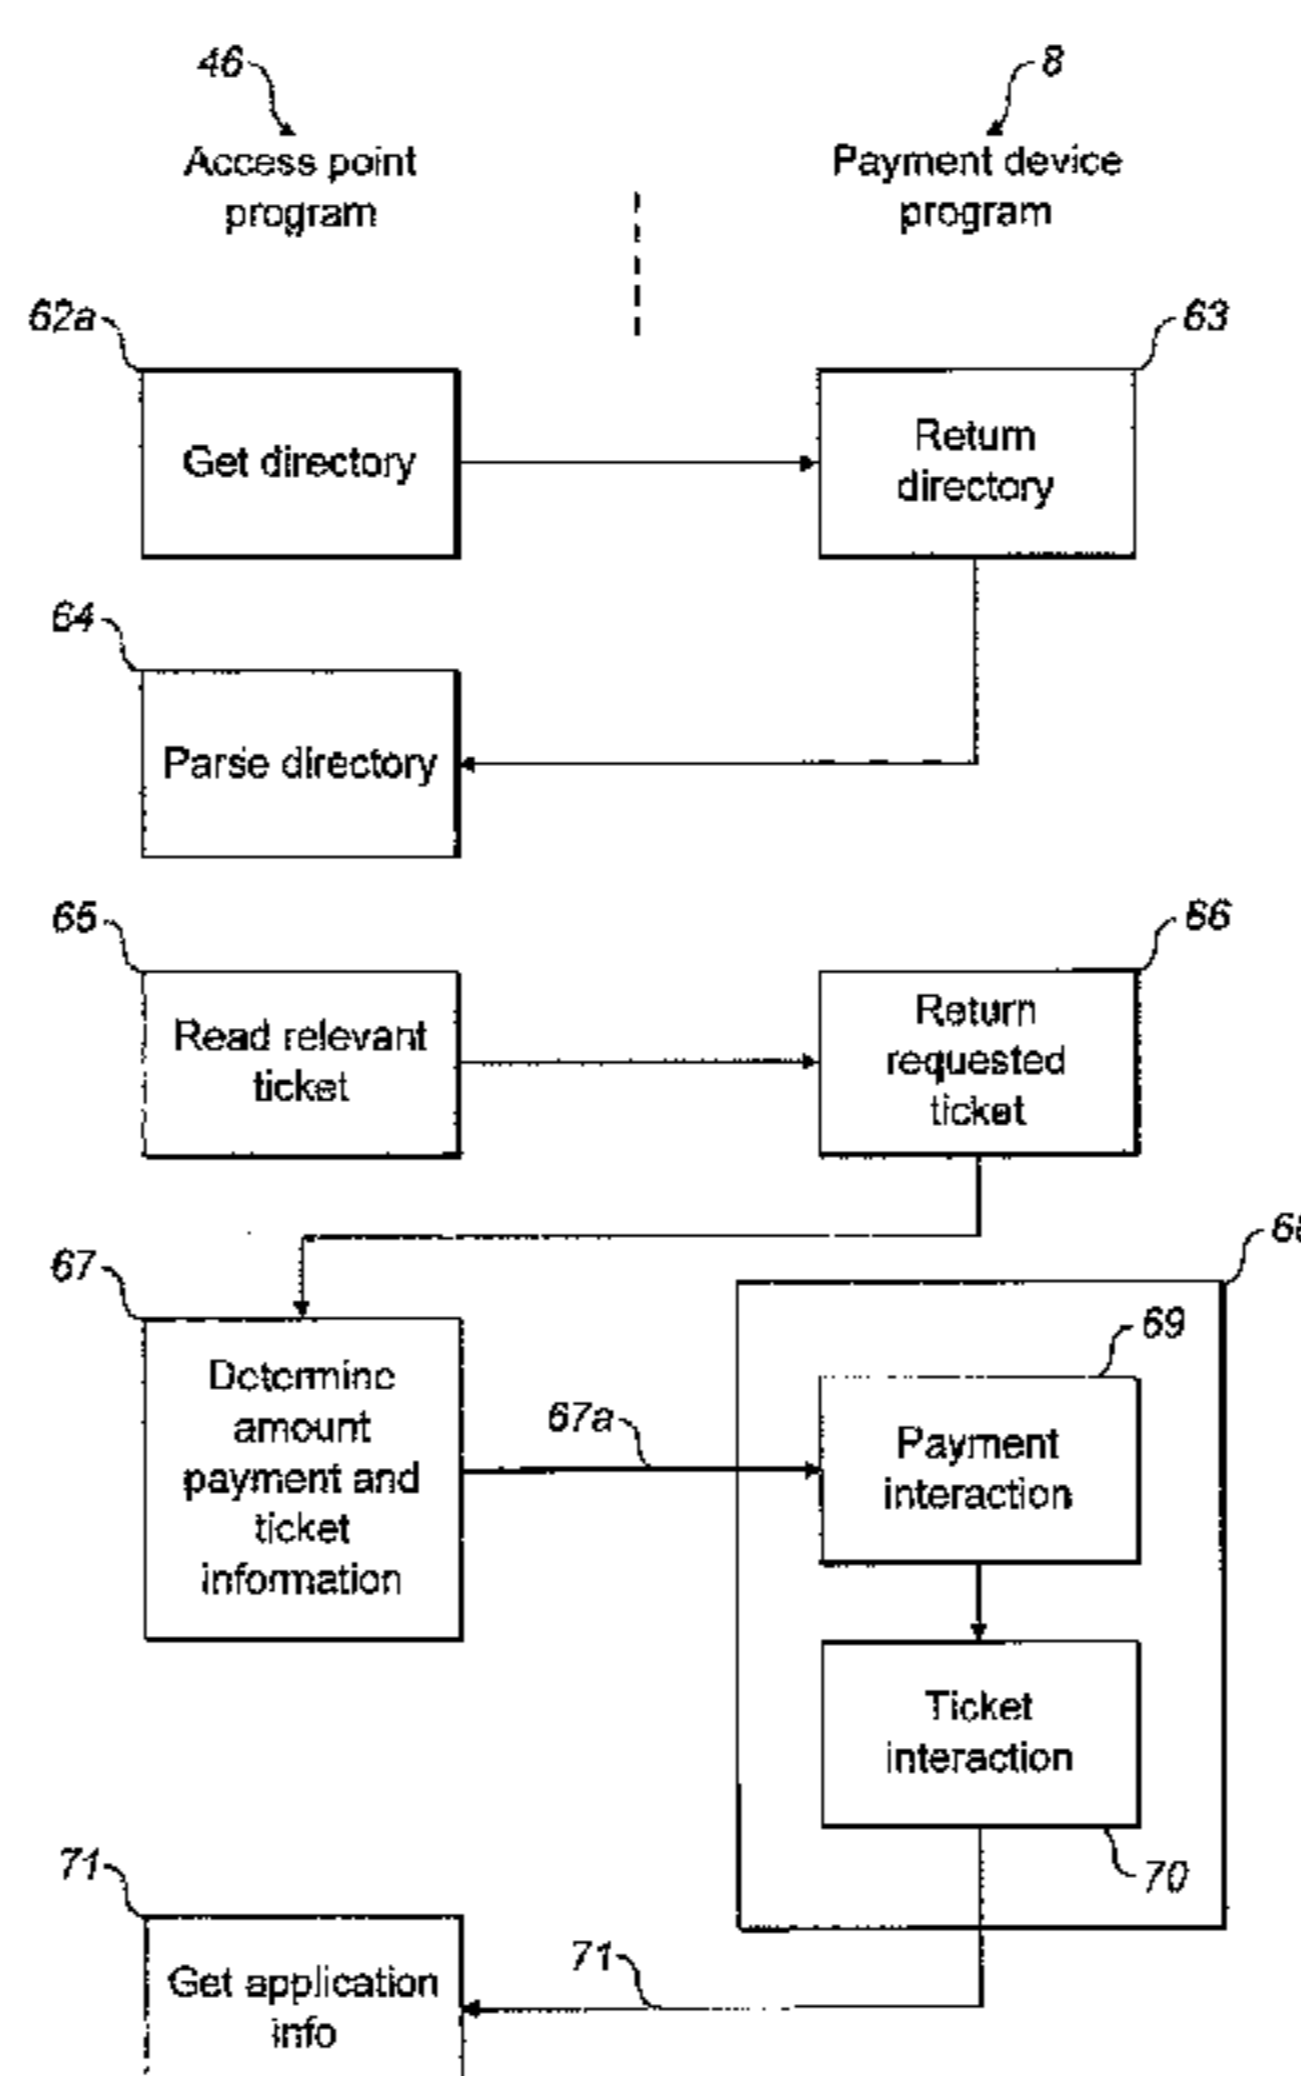 46
8
Access point
program
Payment device
program
62a
63
Get directory
Return
directory
64
Parse directory
65
66
Read relevant
ticket
Return
requested
ticket
67
68
Determine
amount
payment and
ticket
information
67a
69
Payment
interaction
Ticket
interaction
70
71
71
Get application
info